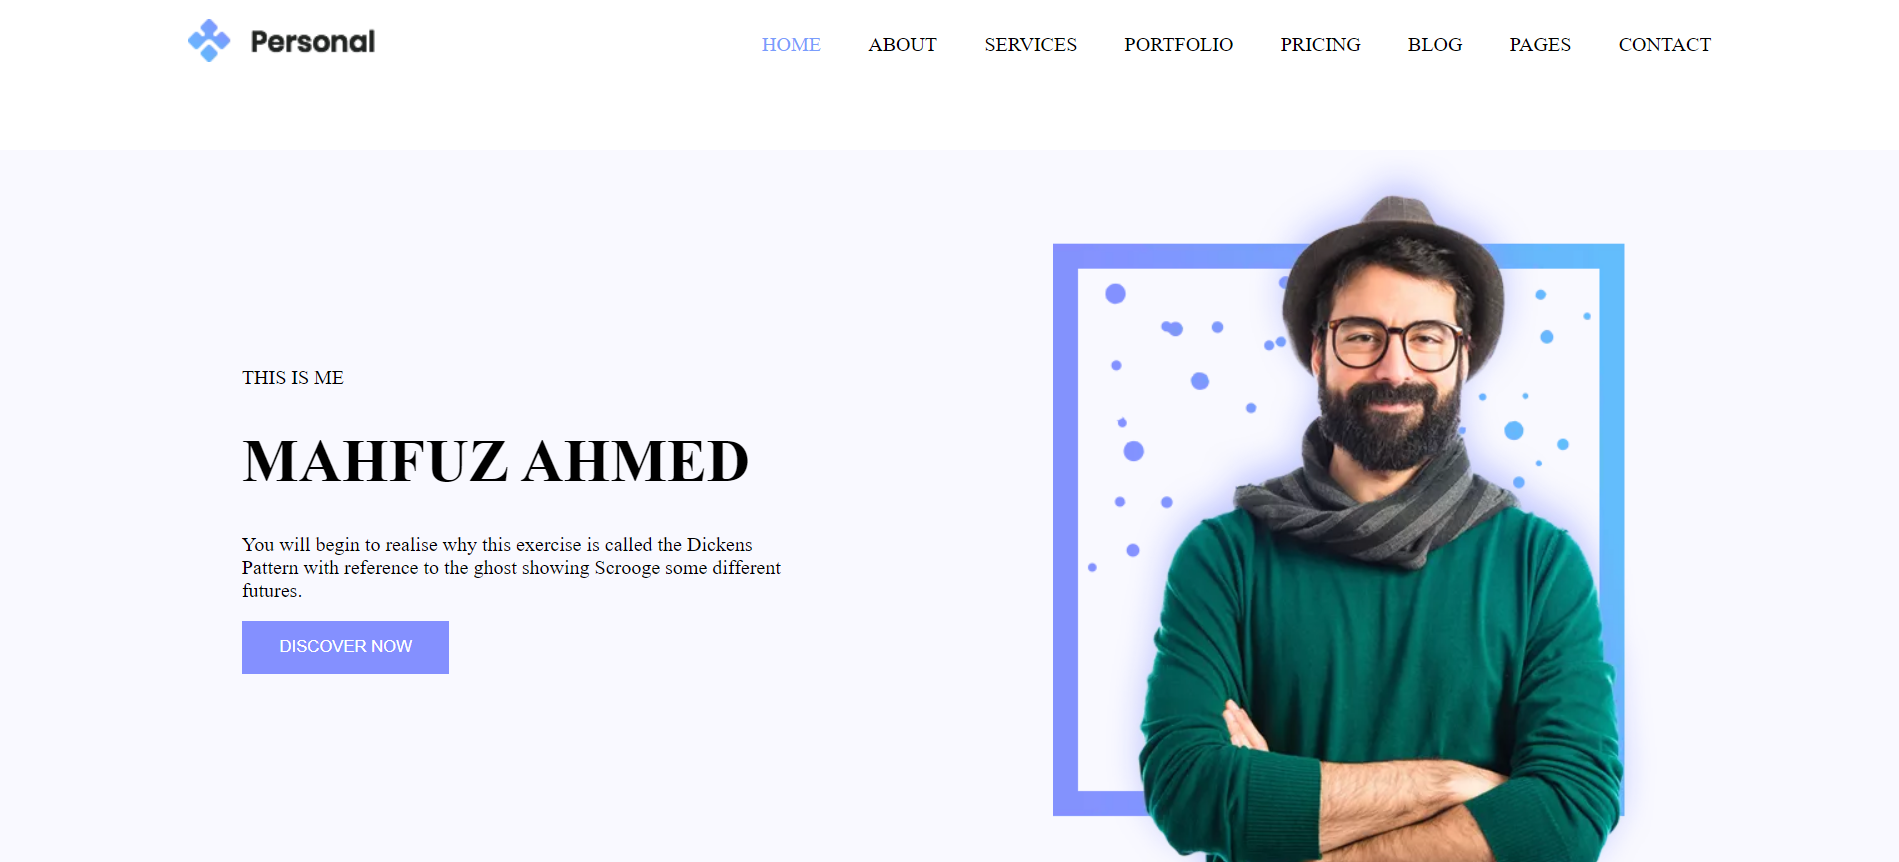 Personal
HOME ABOUT SERVICES PORTFOLIO PRICING BLOG PAGES CONTACT
THIS IS ME
MAHFUZ AHMED
You will begin to realise why this exercise is called the Dickens
Pattern with reference to the ghost showing Scrooge some different
futures.
DISCOVER NOW